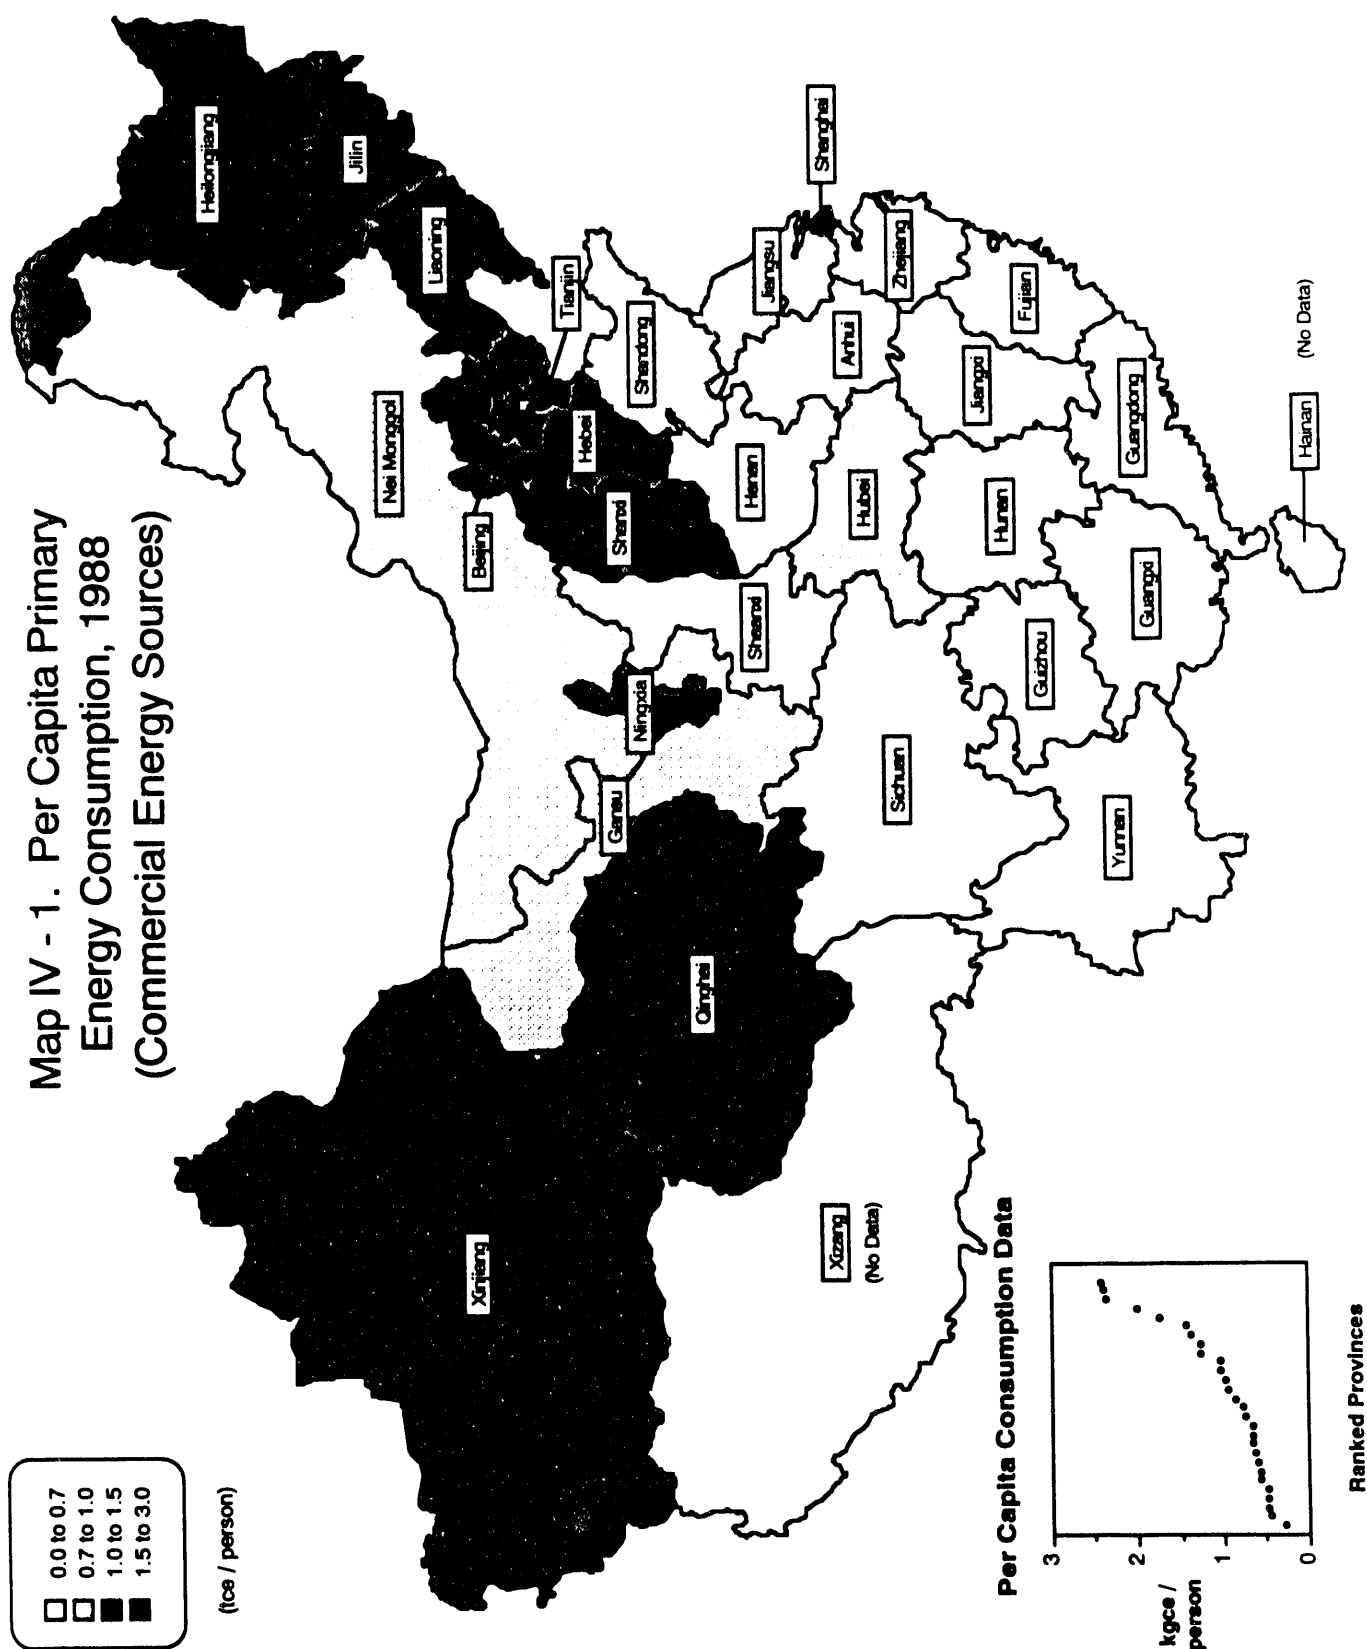 Map IV - 1. Per Capita Primary
Energy Consumption, 1988
(Commercial Energy Sources)
0.0 to 0.7
0.7 to 1.0
1.0 to 1.5
1.5 to 3.0
(tce / person)
Heilongjiang
Jilin
Liaoning
Nei Monggol
Beijing
Tianjin
Hebei
Shanxi
Shandong
Xinjiang
Gansu
Ningxia
Qinghai
Shaanxi
Henan
Jiangsu
Shanghai
Anhui
Zhejiang
Hubei
Sichuan
Xizang
(No Data)
Jiangxi
Fujian
Hunan
Guizhou
Yunnan
Guangxi
Guangdong
Hainan
(No Data)
Per Capita Consumption Data
kgce /
person
3
2
1
0
Ranked Provinces